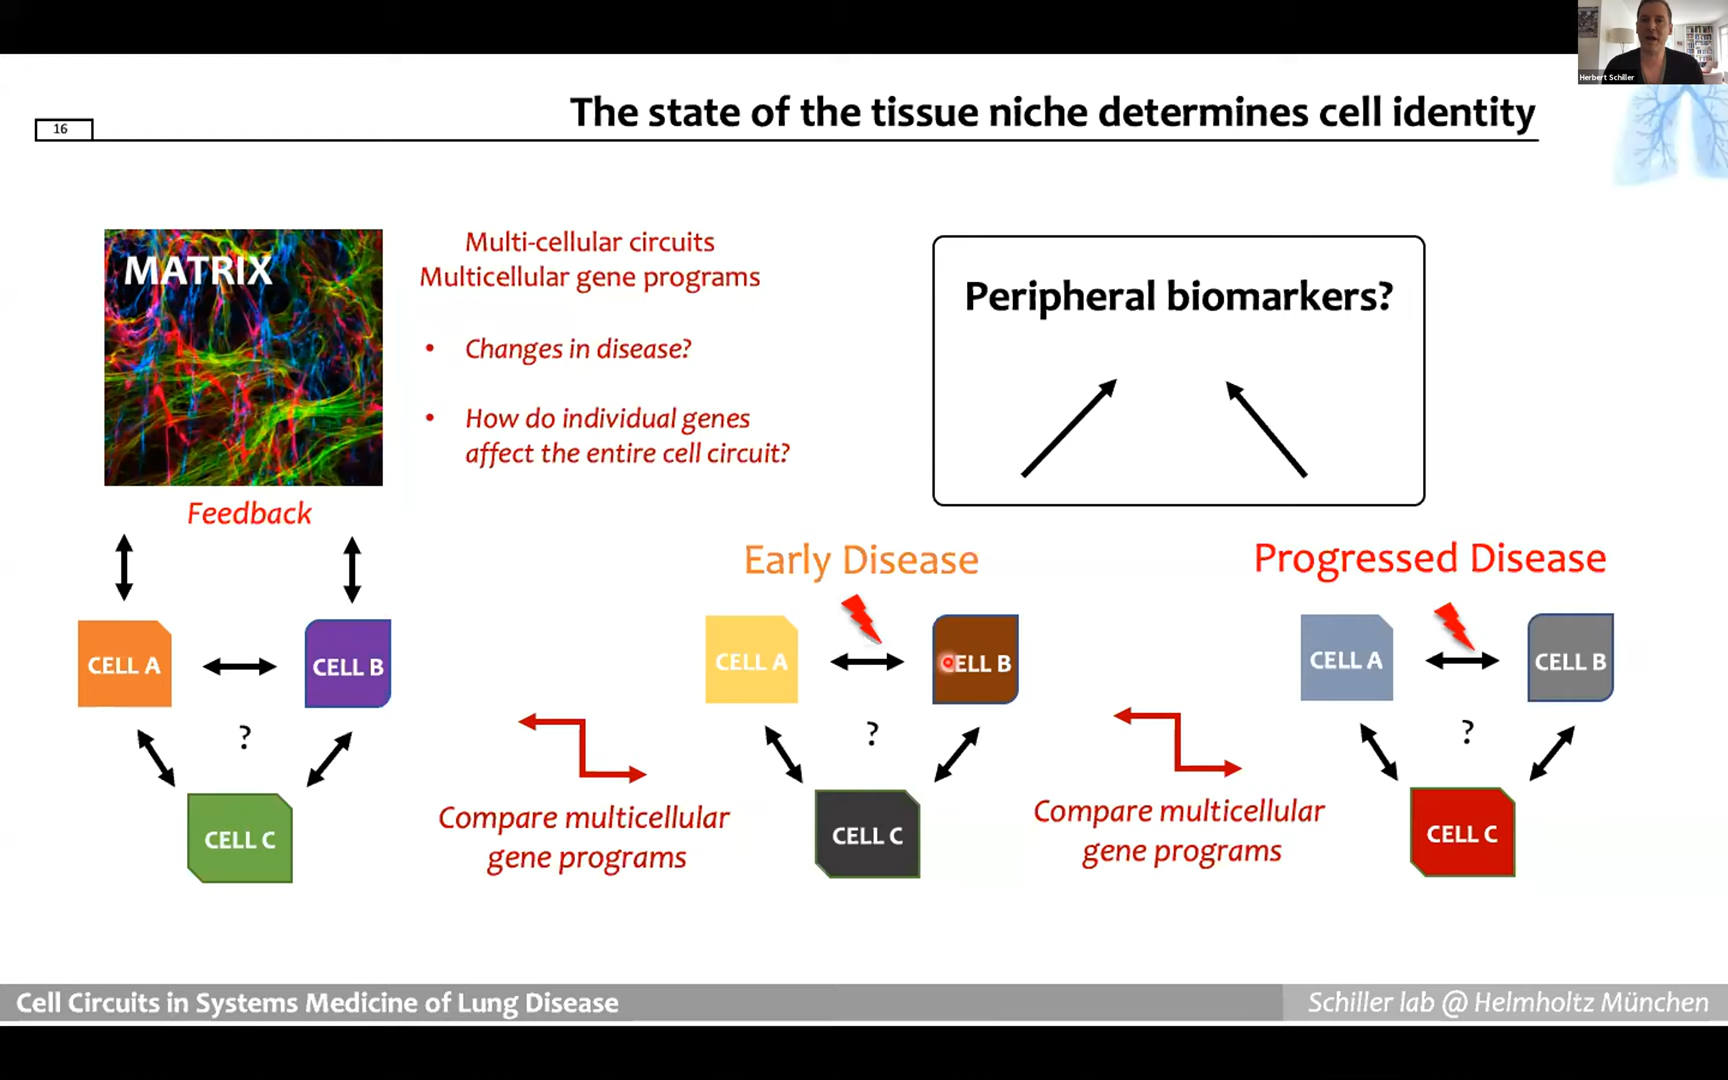 Herbert Schiller
16
The state of the tissue niche determines cell identity
MATRIX
Multi-cellular circuits
Multicellular gene programs
• Changes in disease?
• How do individual genes
affect the entire cell circuit?
Peripheral biomarkers?
Feedback
Early Disease
Progressed Disease
CELL A
CELL B
?
CELL C
Compare multicellular
gene programs
CELL A
CELL B
?
CELL C
Compare multicellular
gene programs
CELL A
CELL B
?
CELL C
Cell Circuits in Systems Medicine of Lung Disease
Schiller lab @ Helmholtz München